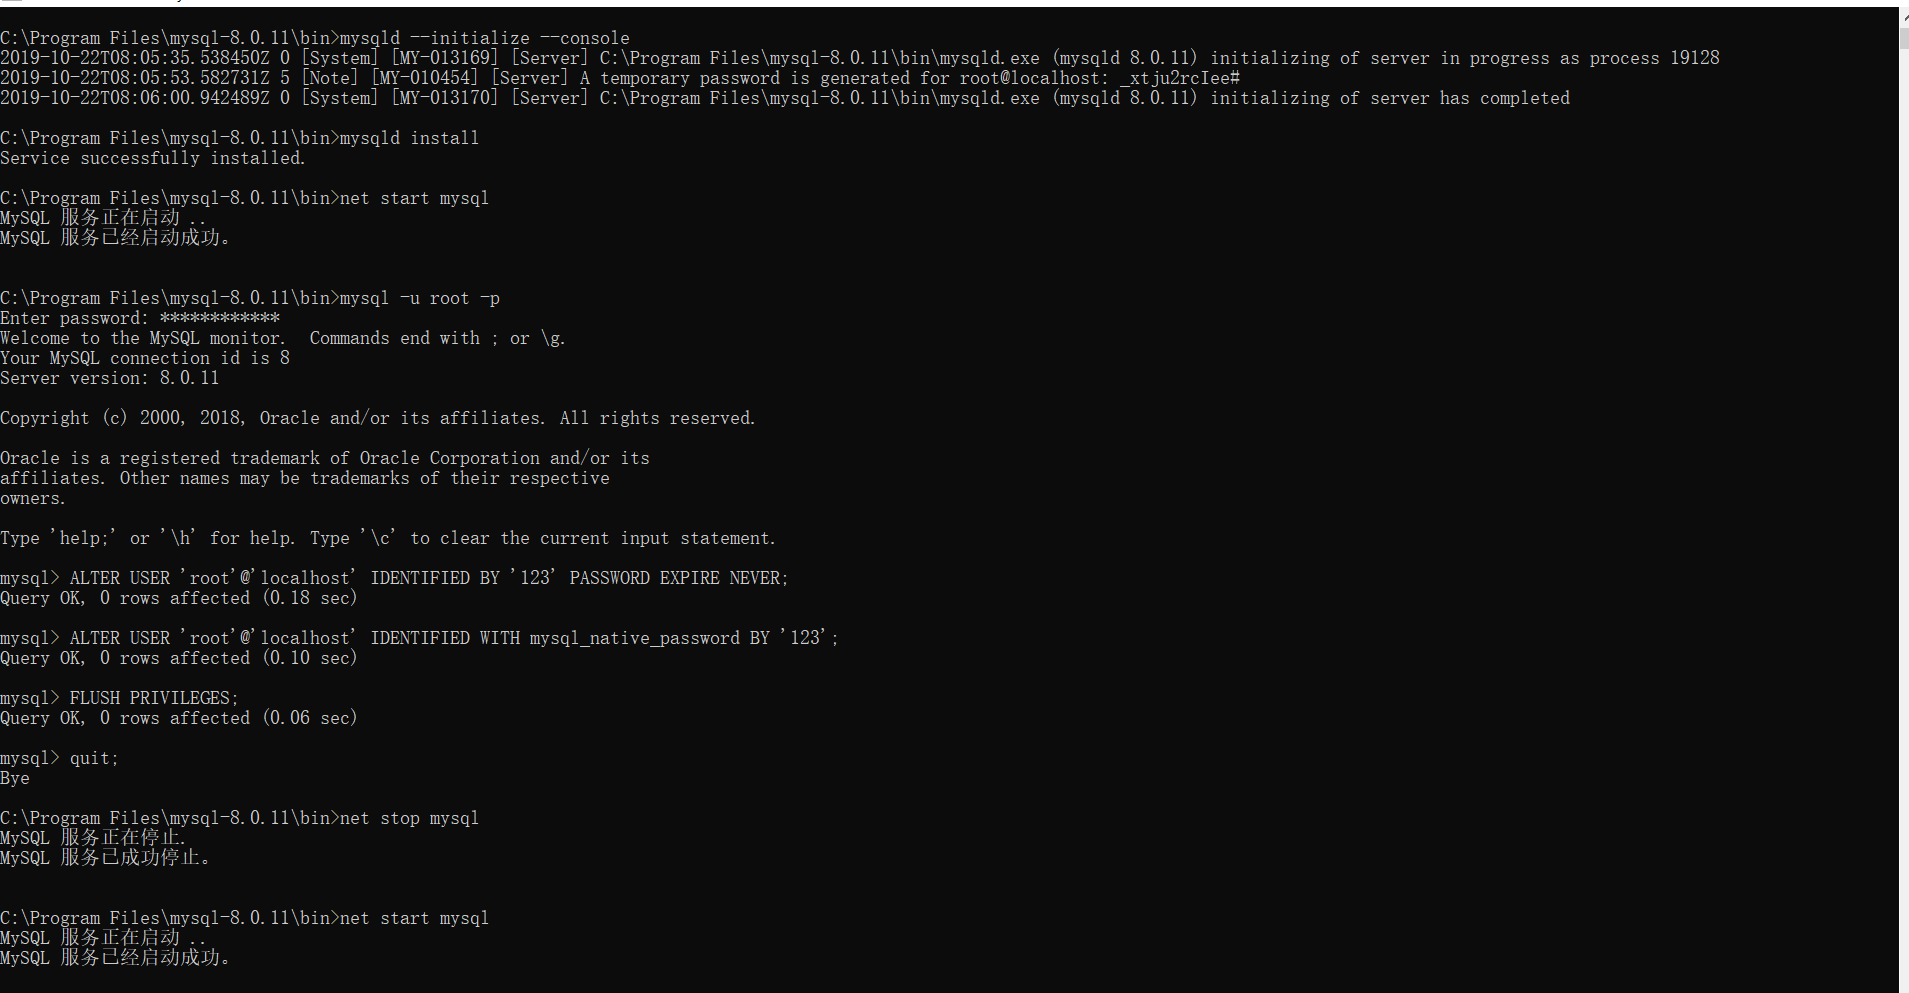 C:\Program Files\mysql-8.0.11\bin>mysqld --initialize --console
2019-10-22T08:05:35.538450Z 0 [System] [MY-013169] [Server] C:\Program Files\mysql-8.0.11\bin\mysqld.exe (mysqld 8.0.11) initializing of server in progress as process 19128
2019-10-22T08:05:53.582731Z 5 [Note] [MY-010454] [Server] A temporary password is generated for root@localhost: _xtju2rcIee#
2019-10-22T08:06:00.942489Z 0 [System] [MY-013170] [Server] C:\Program Files\mysql-8.0.11\bin\mysqld.exe (mysqld 8.0.11) initializing of server has completed
C:\Program Files\mysql-8.0.11\bin>mysqld install
Service successfully installed.
C:\Program Files\mysql-8.0.11\bin>net start mysql
MySQL 服务正在启动 ..
MySQL 服务已经启动成功。
C:\Program Files\mysql-8.0.11\bin>mysql -u root -p
Enter password: ************
Welcome to the MySQL monitor.  Commands end with ; or \g.
Your MySQL connection id is 8
Server version: 8.0.11
Copyright (c) 2000, 2018, Oracle and/or its affiliates. All rights reserved.
Oracle is a registered trademark of Oracle Corporation and/or its
affiliates. Other names may be trademarks of their respective
owners.
Type 'help;' or '\h' for help. Type '\c' to clear the current input statement.
mysql> ALTER USER 'root'@'localhost' IDENTIFIED BY '123' PASSWORD EXPIRE NEVER;
Query OK, 0 rows affected (0.18 sec)
mysql> ALTER USER 'root'@'localhost' IDENTIFIED WITH mysql_native_password BY '123';
Query OK, 0 rows affected (0.10 sec)
mysql> FLUSH PRIVILEGES;
Query OK, 0 rows affected (0.06 sec)
mysql> quit;
Bye
C:\Program Files\mysql-8.0.11\bin>net stop mysql
MySQL 服务正在停止.
MySQL 服务已成功停止。
C:\Program Files\mysql-8.0.11\bin>net start mysql
MySQL 服务正在启动 ..
MySQL 服务已经启动成功。